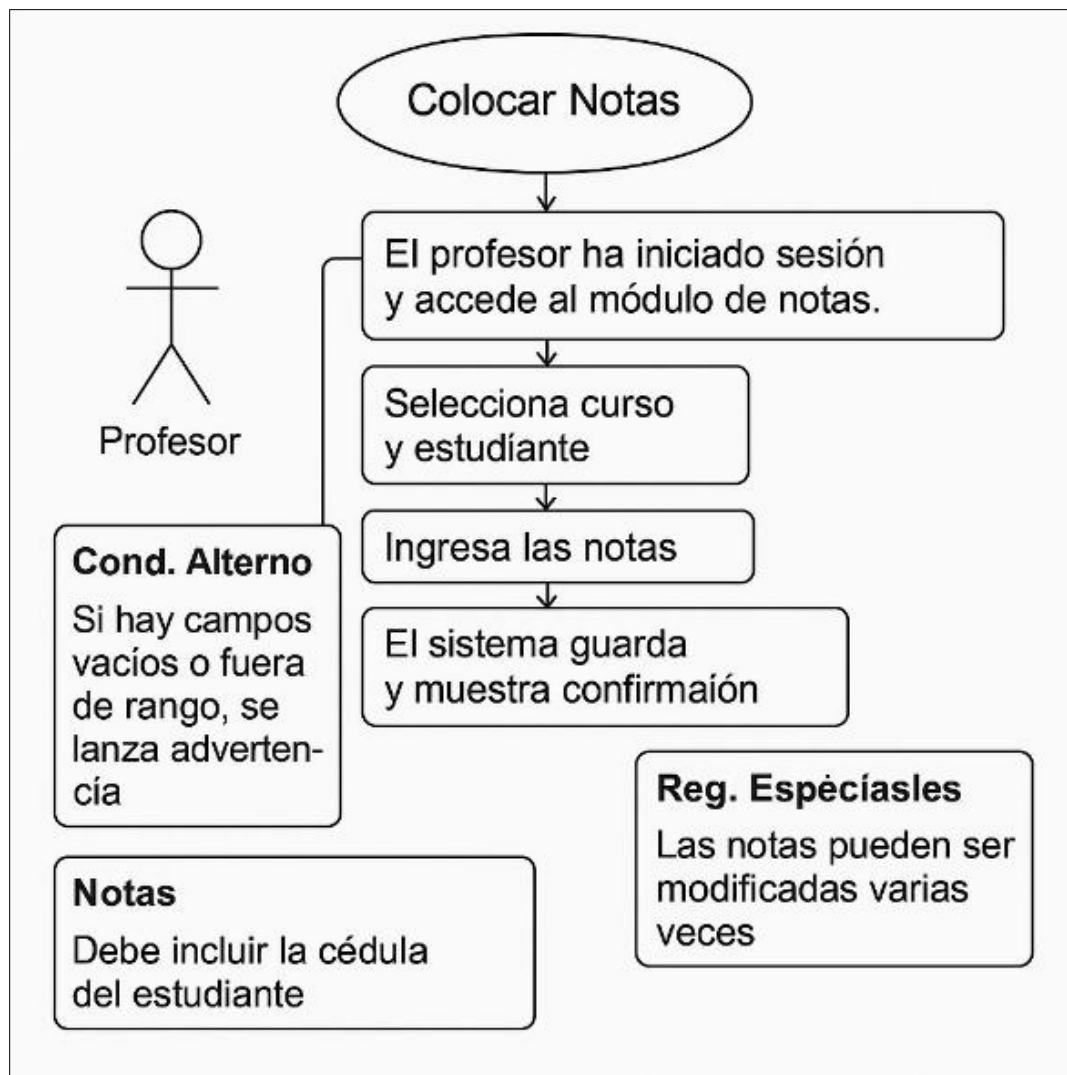 Colocar Notas
El profesor ha iniciado sesión
y accede al módulo de notas.
Profesor
Selecciona curso
y estudíante
Ingresa las notas
El sistema guarda
y muestra confirmaión
Cond. Alterno
Si hay campos
vacíos o fuera
de rango, se
lanza adverten-
cía
Reg. Espėcíasles
Las notas pueden ser
modificadas varias
veces
Notas
Debe incluir la cédula
del estudiante